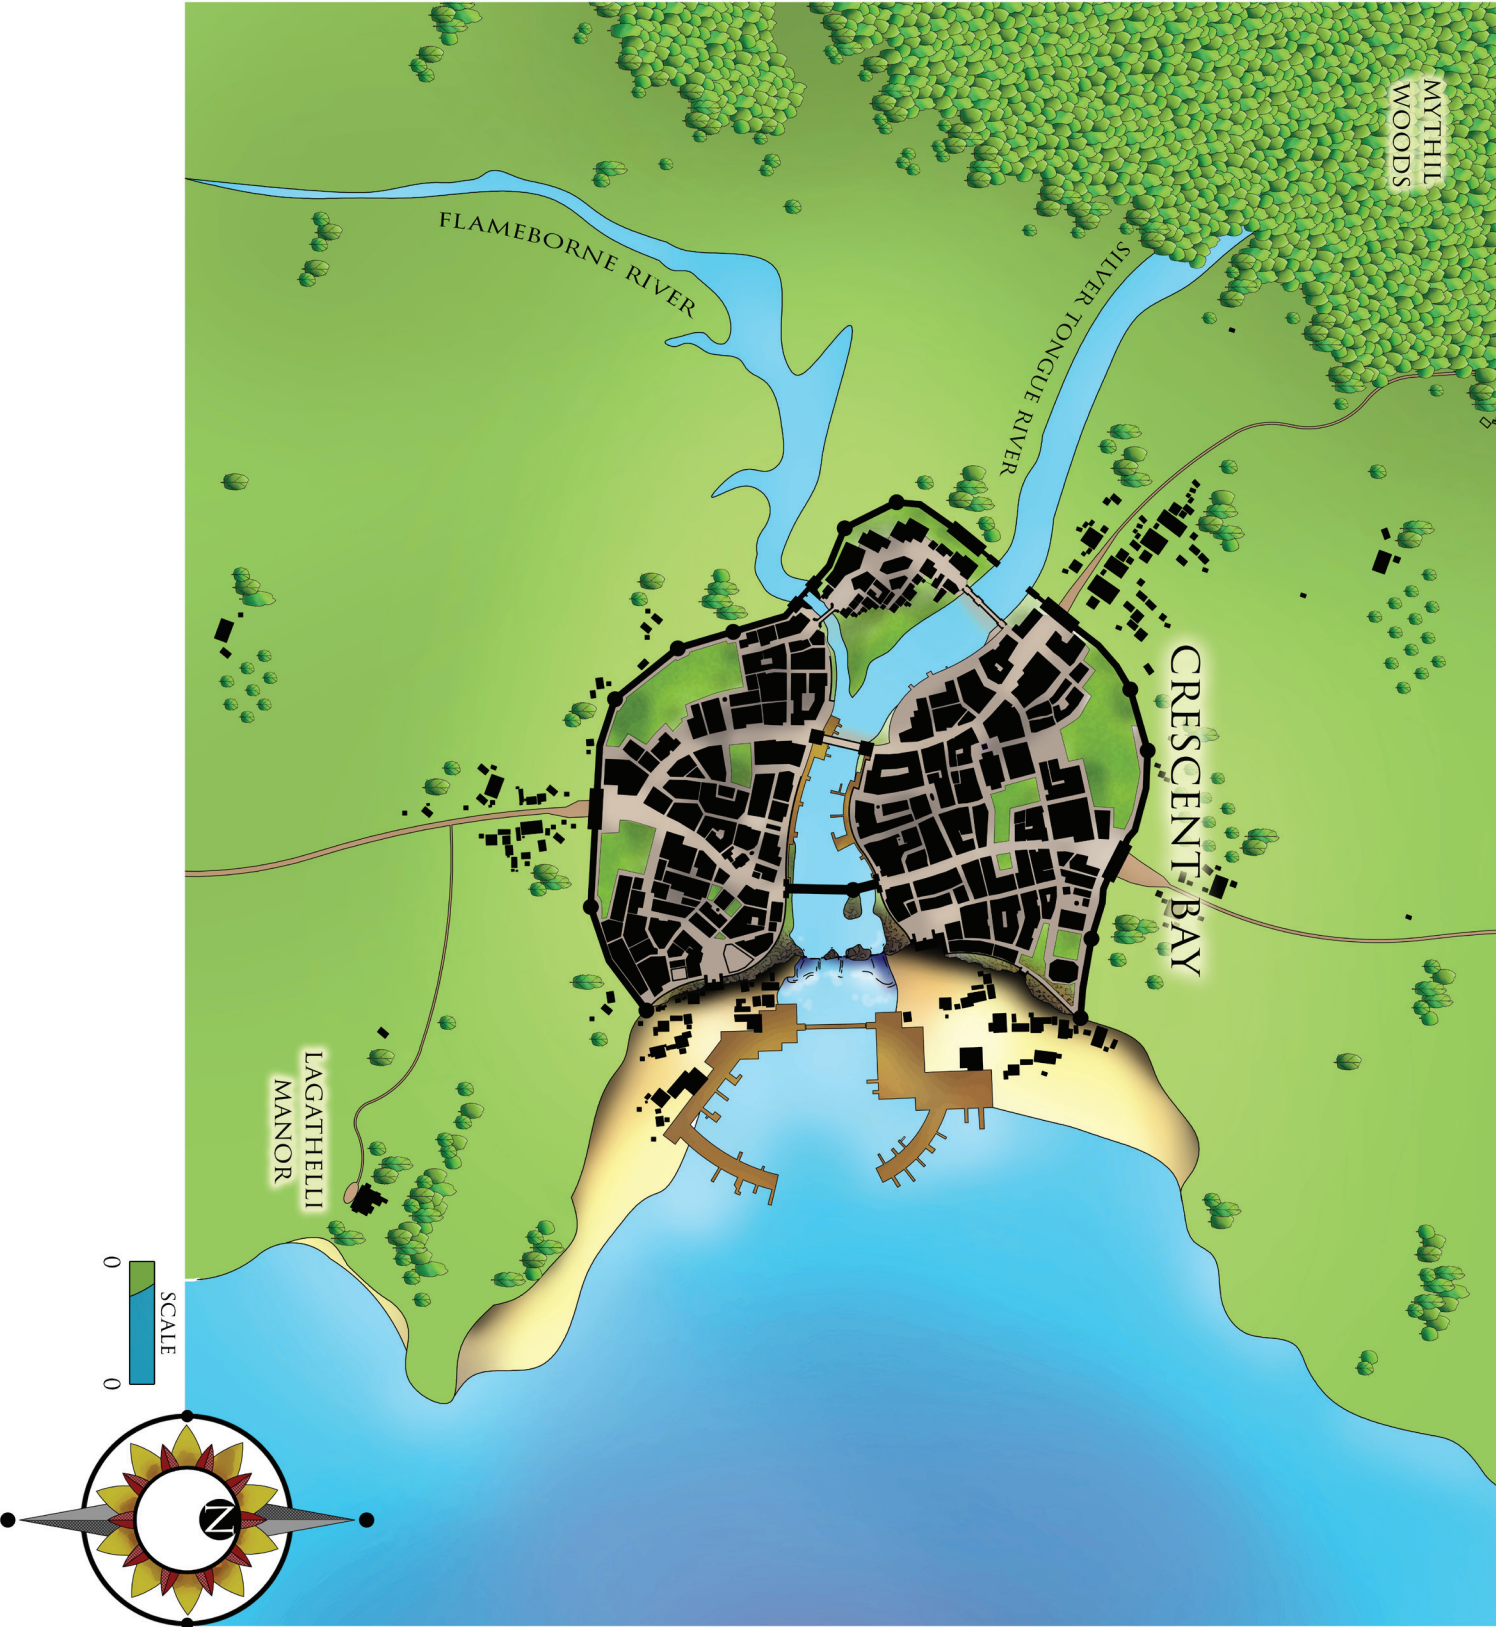 MYTHIL
WOODS
SILVER TONGUE RIVER
FLAMEBORNE RIVER
CRESCENT BAY
LAGATHELLI
MANOR
SCALE
0
0
N